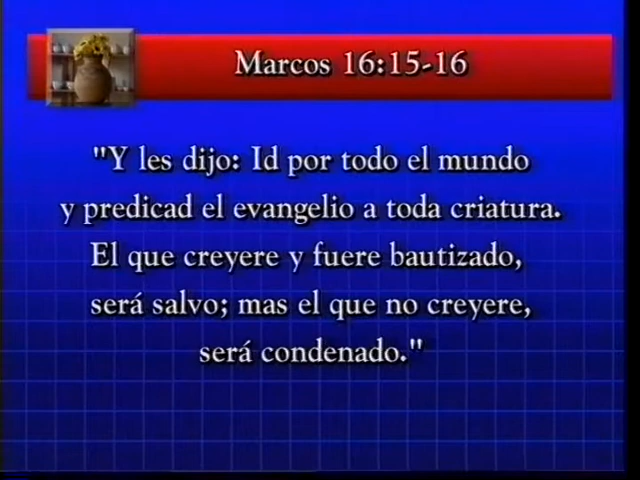 Marcos 16:15-16
"Y les dijo: Id por todo el mundo
y predicad el evangelio a toda criatura.
El que creyere y fuere bautizado,
será salvo; mas el que no creyere,
será condenado."